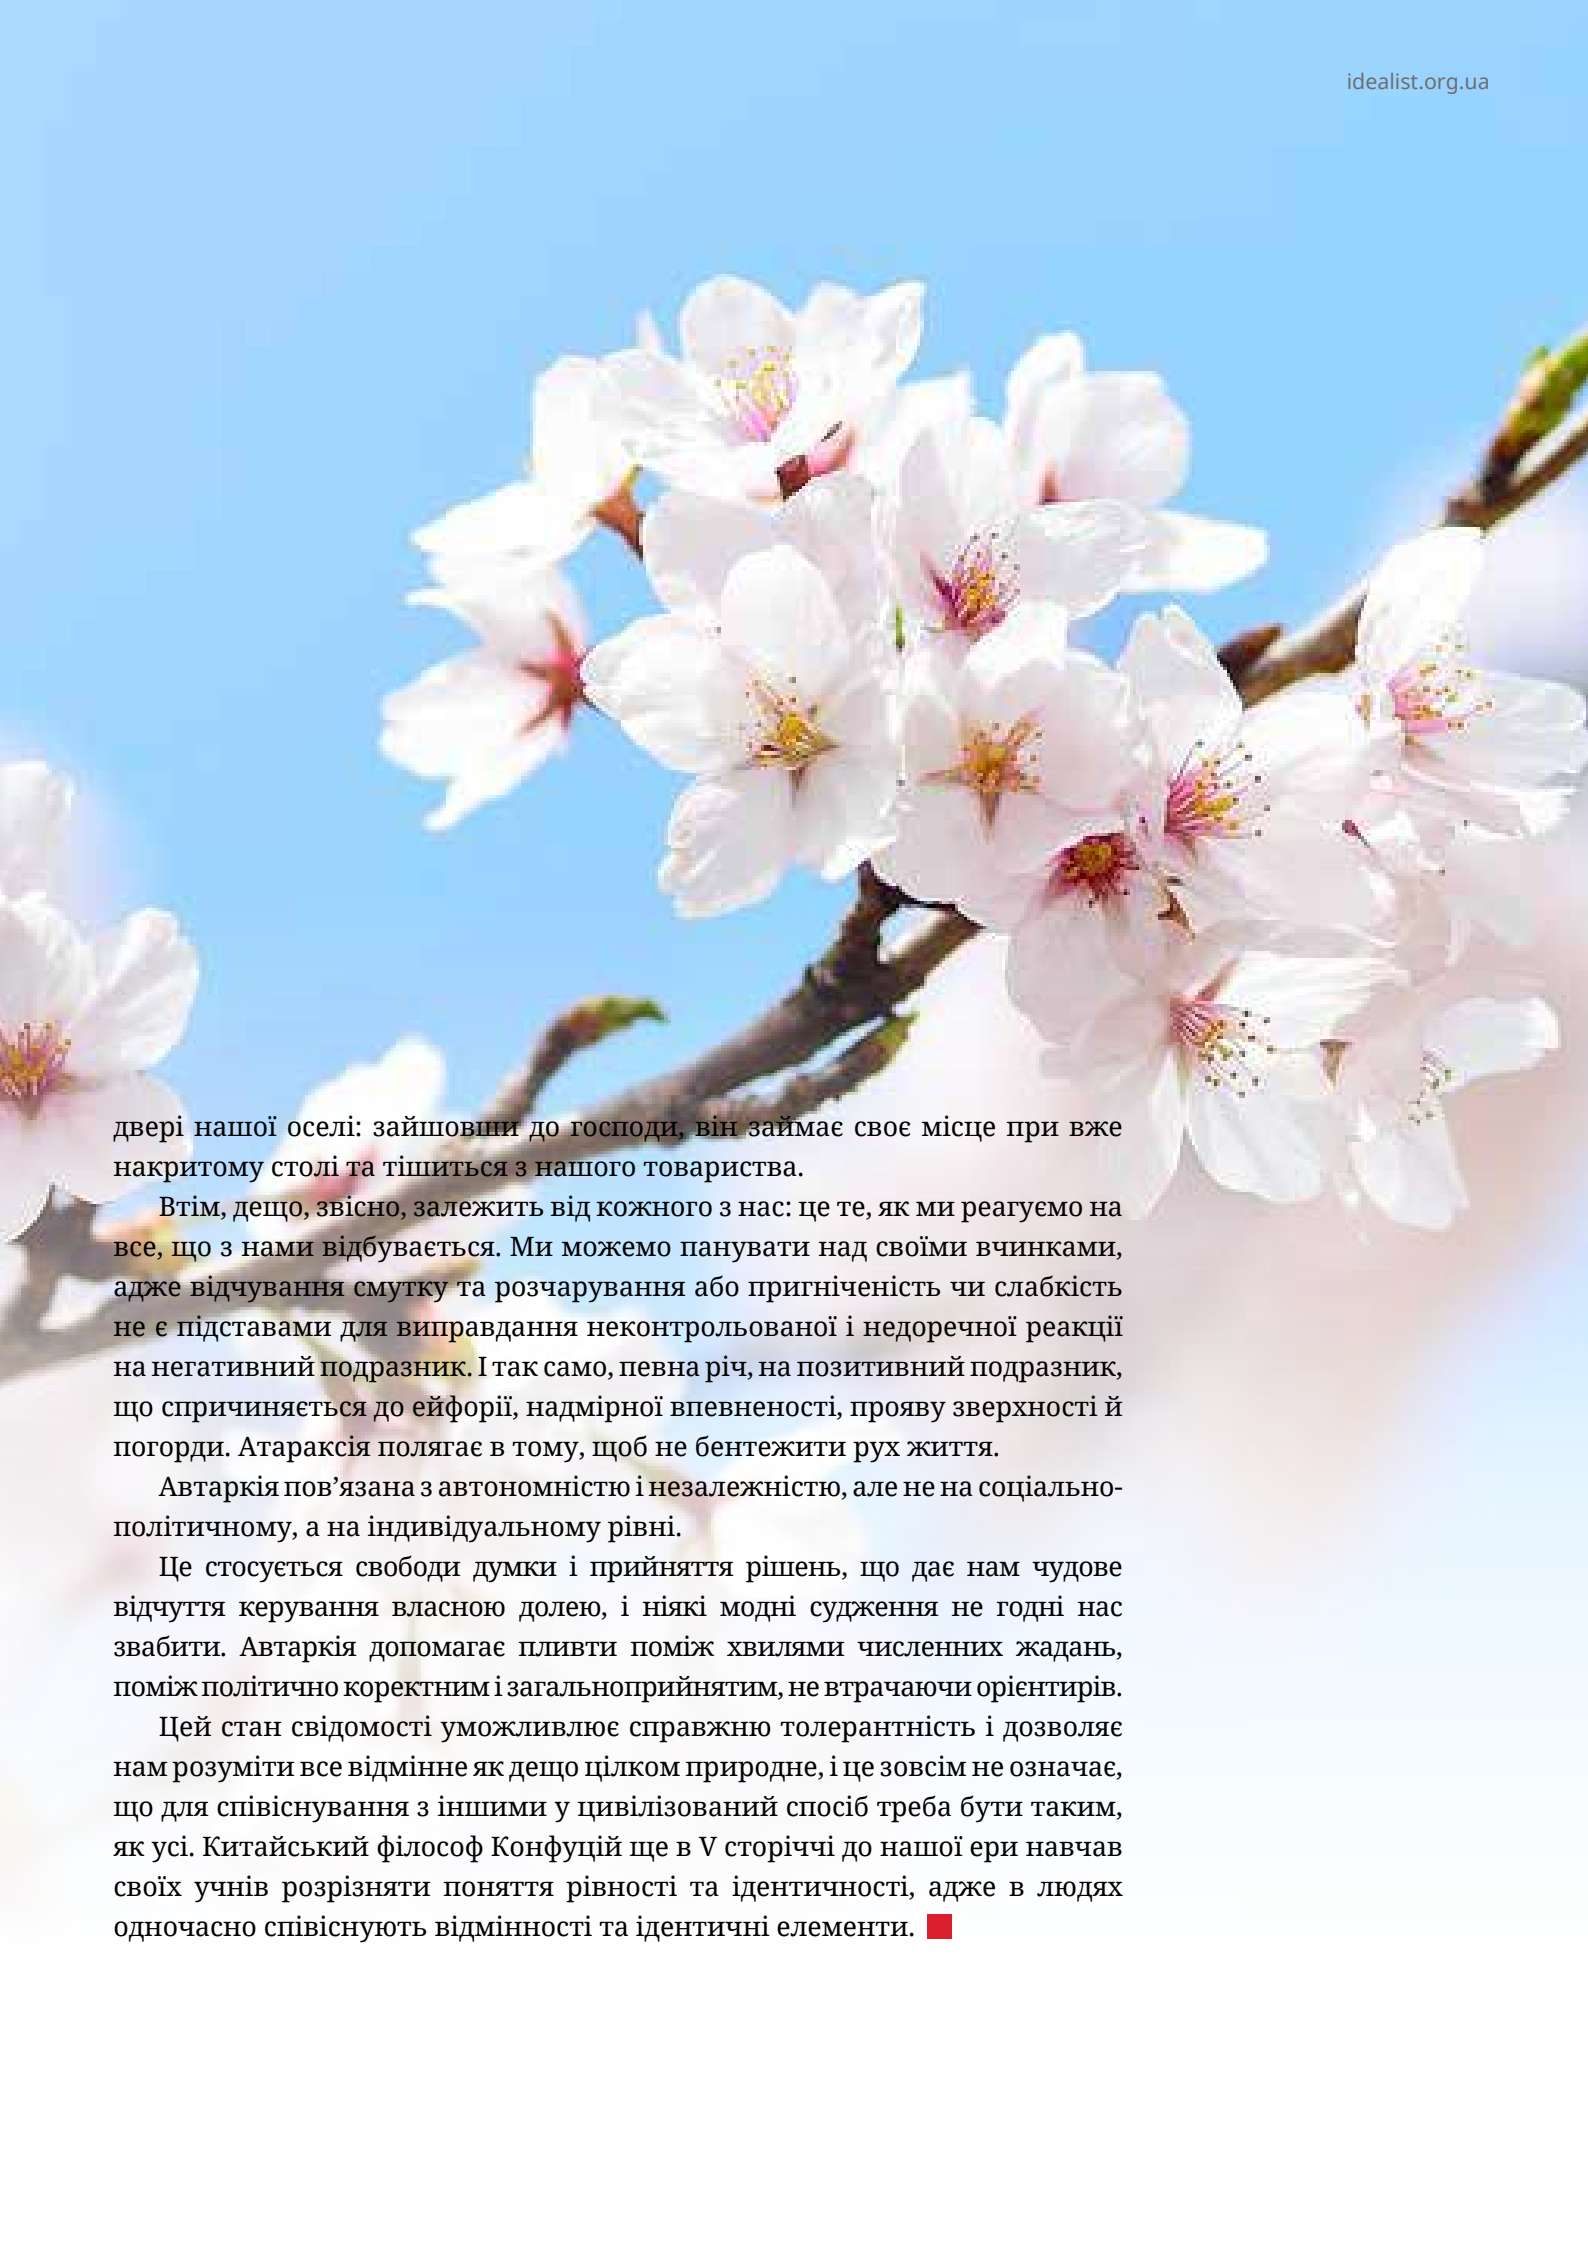 idealist.org.ua
двері нашої оселі: зайшовши до господи, він займає своє місце при вже
накритому столі та тішиться з нашого товариства.
Втім, дещо, звісно, залежить від кожного з нас: це те, як ми реагуємо на
все, що з нами відбувається. Ми можемо панувати над своїми вчинками,
адже відчування смутку та розчарування або пригніченість чи слабкість
не є підставами для виправдання неконтрольованої і недоречної реакції
на негативний подразник. І так само, певна річ, на позитивний подразник,
що спричиняється до ейфорії, надмірної впевненості, прояву зверхності й
погорди. Атараксія полягає в тому, щоб не бентежити рух життя.
Автаркія пов’язана з автономністю і незалежністю, але не на соціально-
політичному, а на індивідуальному рівні.
Це стосується свободи думки і прийняття рішень, що дає нам чудове
відчуття керування власною долею, і ніякі модні судження не годні нас
звабити. Автаркія допомагає пливти поміж хвилями численних жадань,
поміж політично коректним і загальноприйнятим, не втрачаючи орієнтирів.
Цей стан свідомості уможливлює справжню толерантність і дозволяє
нам розуміти все відмінне як дещо цілком природне, і це зовсім не означає,
що для співіснування з іншими у цивілізований спосіб треба бути таким,
як усі. Китайський філософ Конфуцій ще в V сторіччі до нашої ери навчав
своїх учнів розрізняти поняття рівності та ідентичності, адже в людях
одночасно співіснують відмінності та ідентичні елементи.